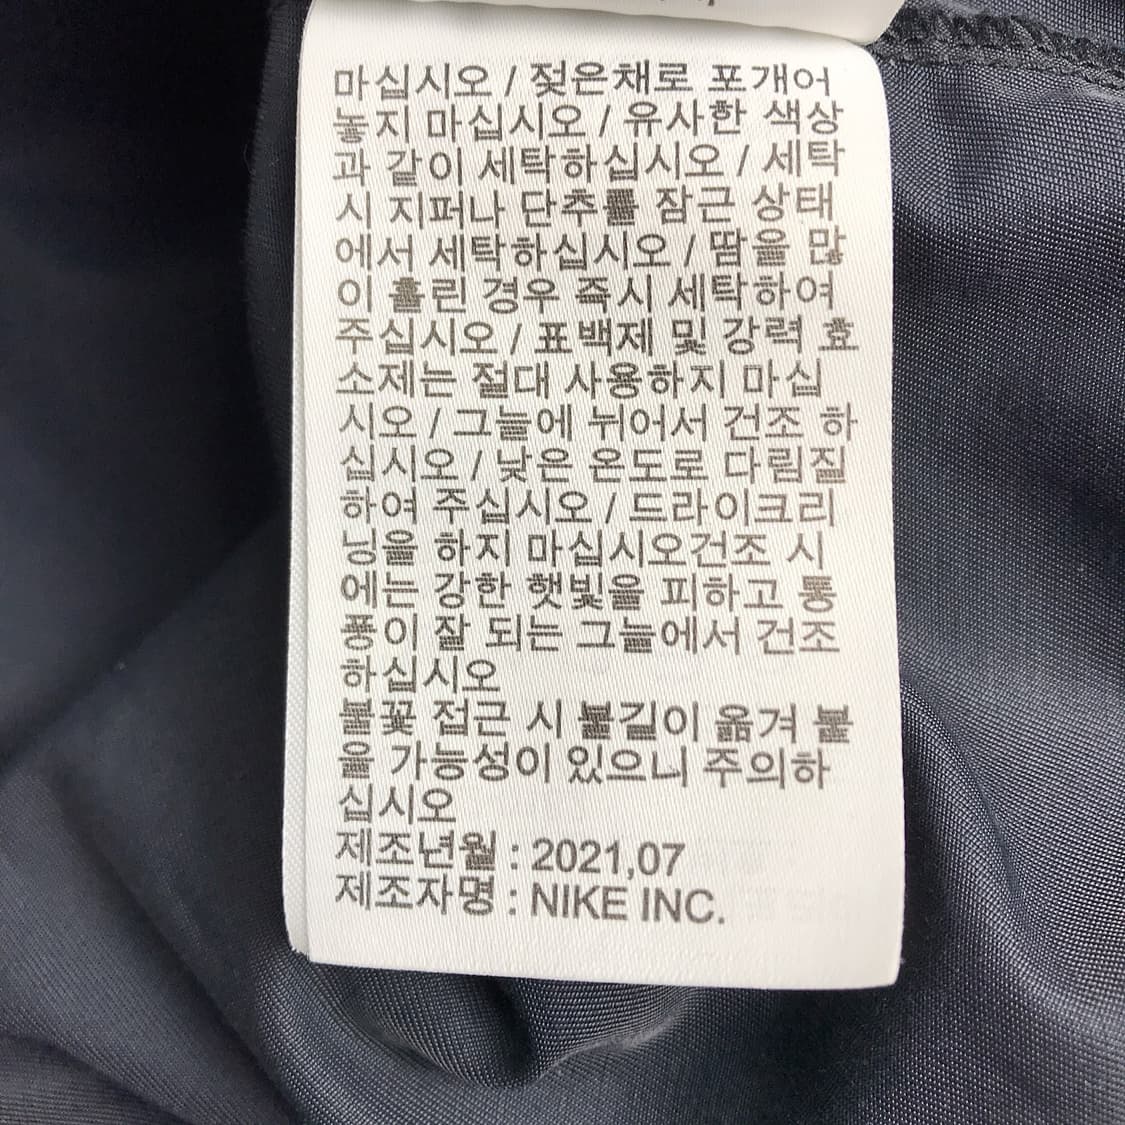 마십시오 / 젖은채로 포개어
놓지 마십시오 / 유사한 색상
과 같이 세탁하십시오 / 세탁
시 지퍼나 단추를 잠근 상태
에서 세탁하십시오 / 땀을 많
이 흘린 경우 즉시 세탁하여
주십시오 / 표백제 및 강력 효
소제는 절대 사용하지 마십
시오 / 그늘에 뉘어서 건조 하
십시오 / 낮은 온도로 다림질
하여 주십시오 / 드라이크리
닝을 하지 마십시오건조 시
에는 강한 햇빛을 피하고 통
풍이 잘 되는 그늘에서 건조
하십시오
불꽃 접근 시 불길이 옮겨 붙
을 가능성이 있으니 주의하
십시오
제조년월 : 2021,07
제조자명 : NIKE INC.